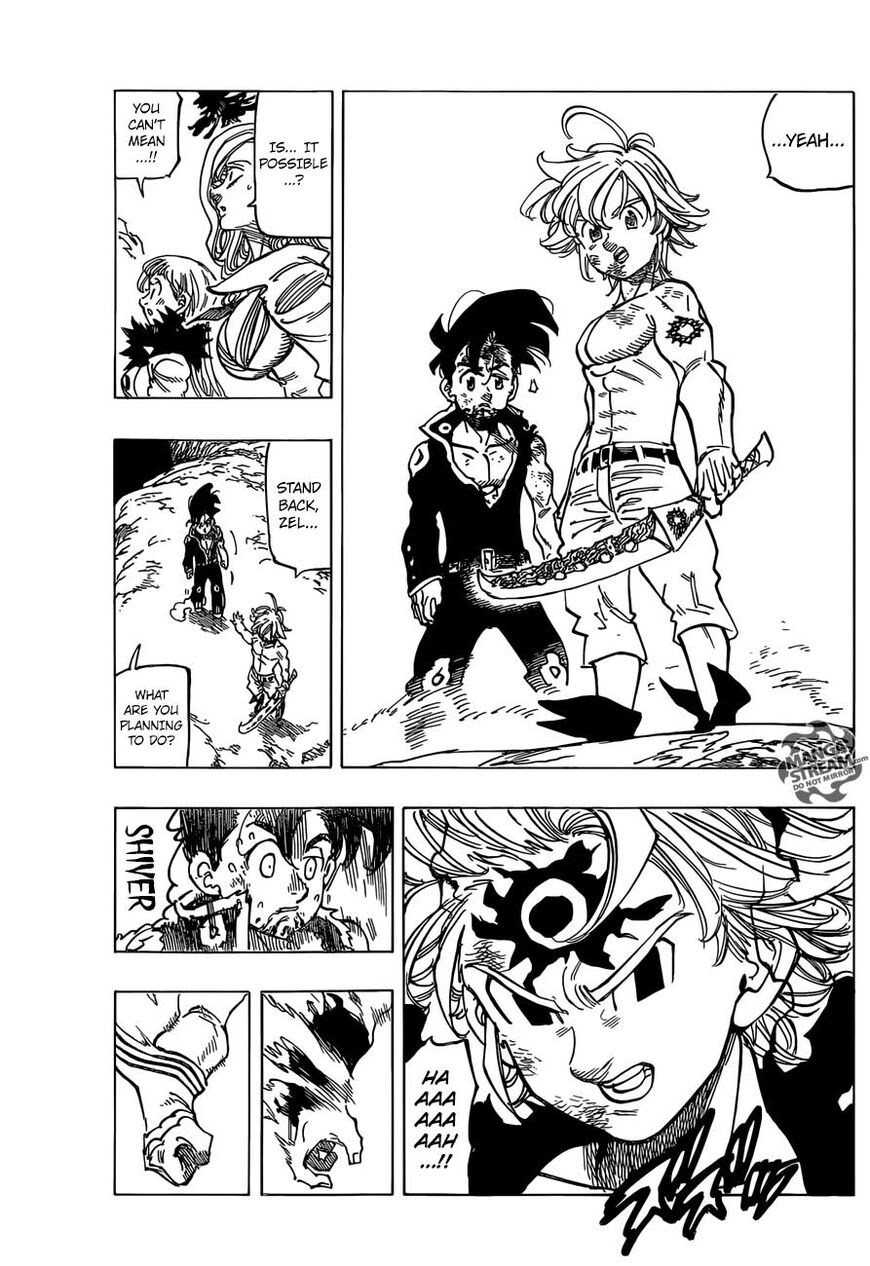 ...YEAH...
IS... IT
POSSIBLE
...?
YOU
CAN'T
MEAN
...!!
STAND
BACK,
ZEL...
WHAT
ARE YOU
PLANNING
TO DO?
MANGA
STREAM.com
DO NOT MIRROR
HA
AAA
AAA
AAH
...!!
SHIVER